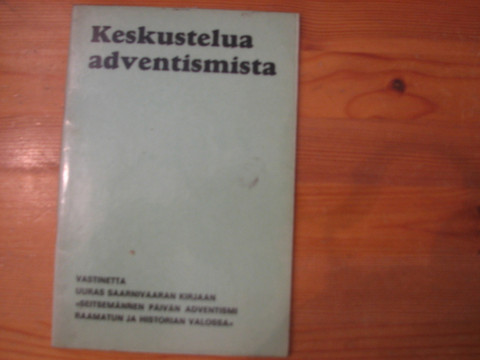 Keskustelua
adventismista
VASTINETTA
UURAS SAARNIVAARAN KIRJAAN
»SEITSEMÄNNEN PÄIVÄN ADVENTISMI
RAAMATUN JA HISTORIAN VALOSSA»